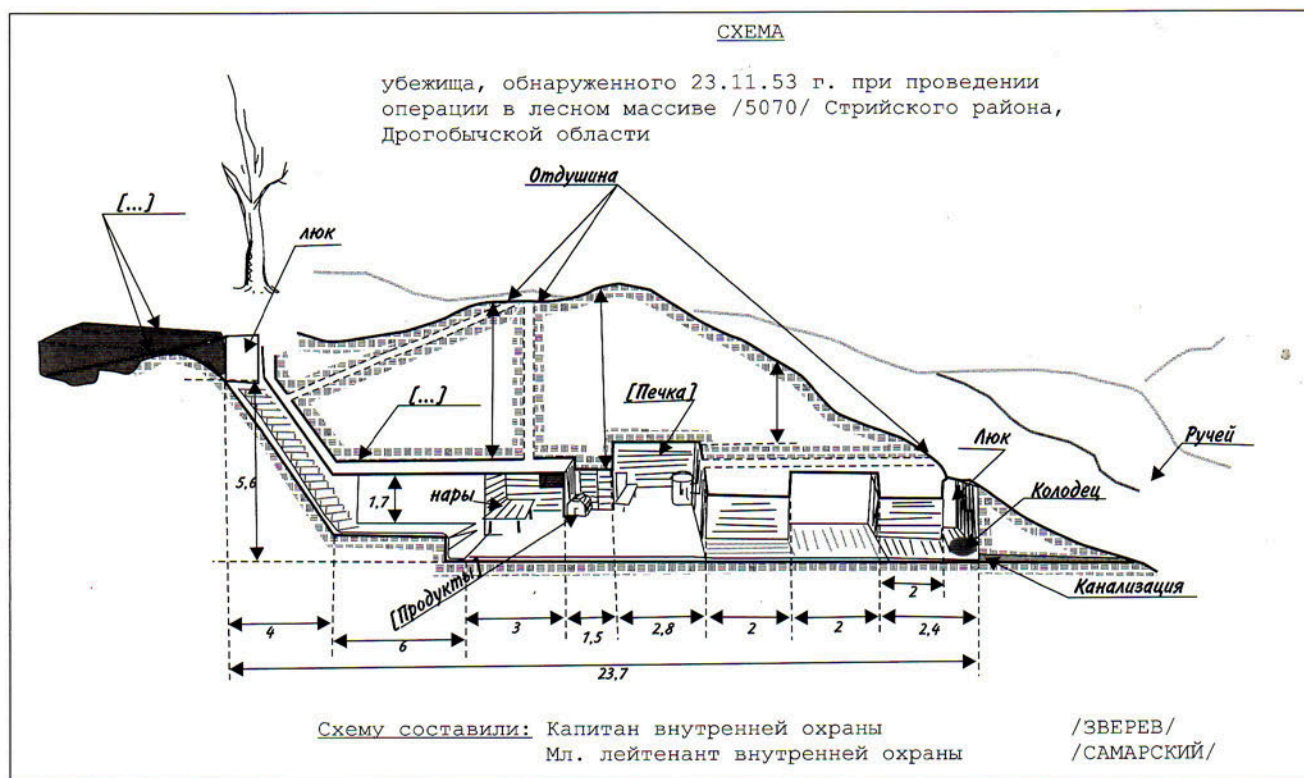 СХЕМА
убежища, обнаруженного 23.11.53 г. при проведении
операции в лесном массиве /5070/ Стрийского района,
Дрогобычской области
Отдушина
[...]
люк
[...]
[Печка]
Люк
Ручей
5,6
1,7
нары
Колодец
[Продукты]
2
Канализация
4
6
3
1,5
2,8
2
2
2,4
23,7
Схему составили: Капитан внутренней охраны /ЗВЕРЕВ/
Мл. лейтенант внутренней охраны /САМАРСКИЙ/